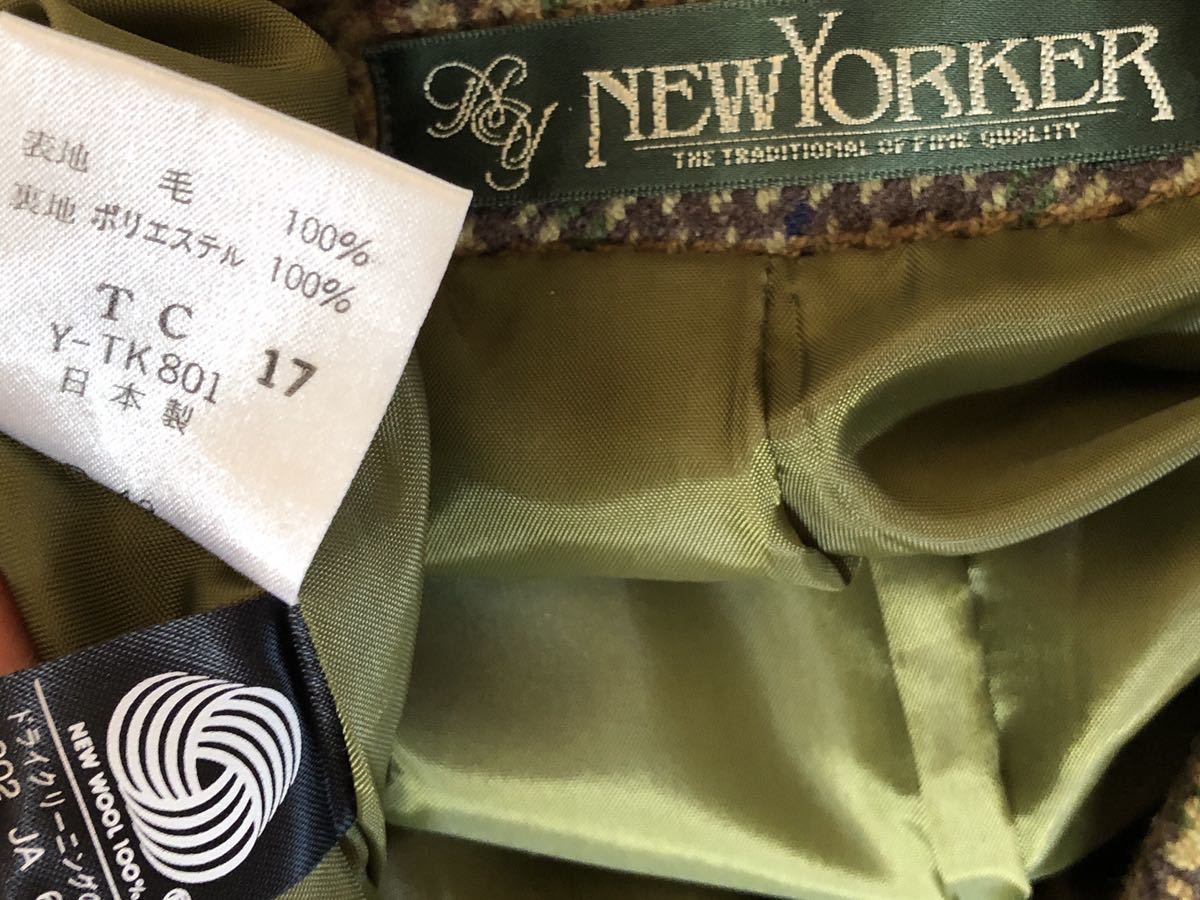 NEWYORKER
THE TRADITIONAL OF FINE QUALITY
表地 毛 100%
裏地 ポリエステル 100%
TC
Y-TK801 17
日本製
NEW WOOL 100%
ドライクリーニング
JA